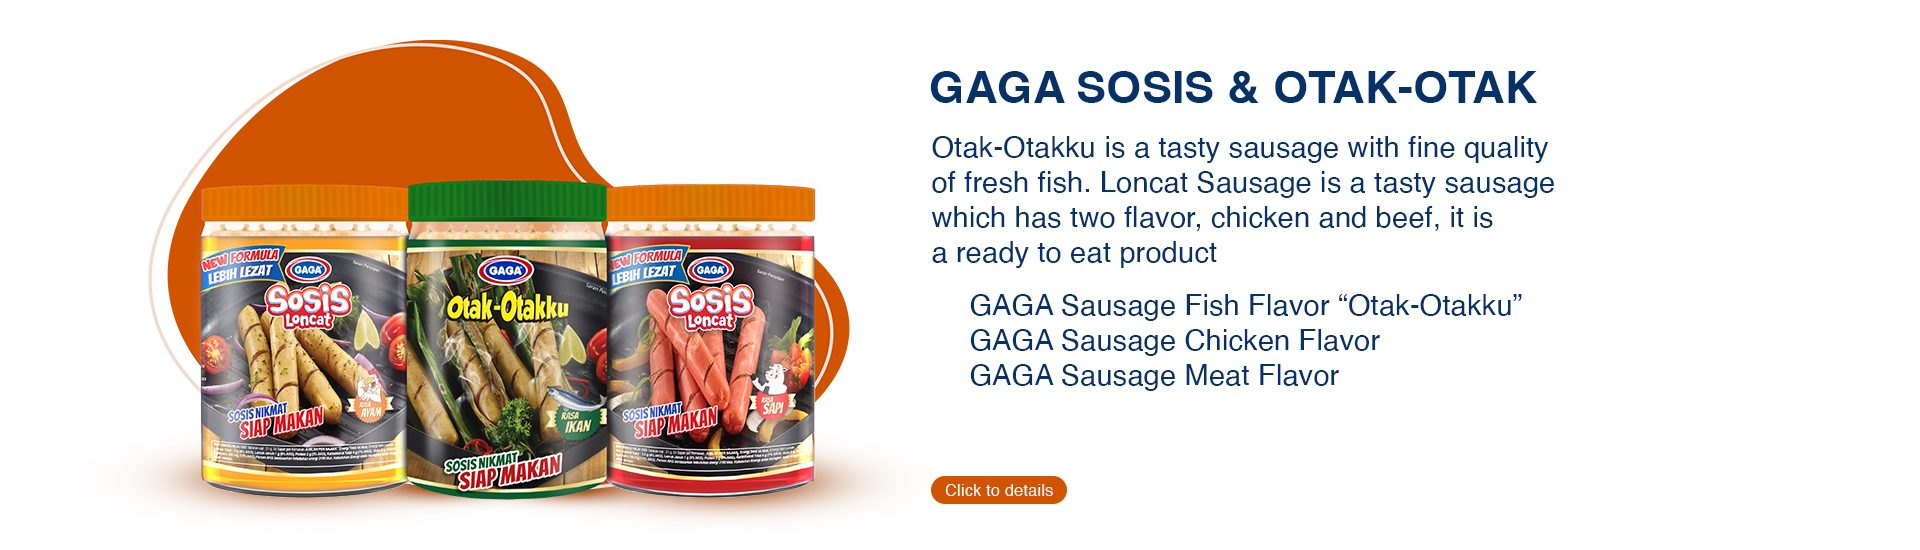 NEW FORMULA
LEBIH LEZAT
GAGA
Saran Penyajian
Sosis
Loncat
RASA
AYAM
SOSIS NIKMAT
SIAP MAKAN
GAGA
Otak-Otakku
RASA
IKAN
SOSIS NIKMAT
SIAP MAKAN
NEW FORMULA
LEBIH LEZAT
GAGA
Saran Penyajian
Sosis
Loncat
RASA
SAPI
SOSIS NIKMAT
SIAP MAKAN
GAGA SOSIS & OTAK-OTAK
Otak-Otakku is a tasty sausage with fine quality
of fresh fish. Loncat Sausage is a tasty sausage
which has two flavor, chicken and beef, it is
a ready to eat product
GAGA Sausage Fish Flavor “Otak-Otakku”
GAGA Sausage Chicken Flavor
GAGA Sausage Meat Flavor
Click to details